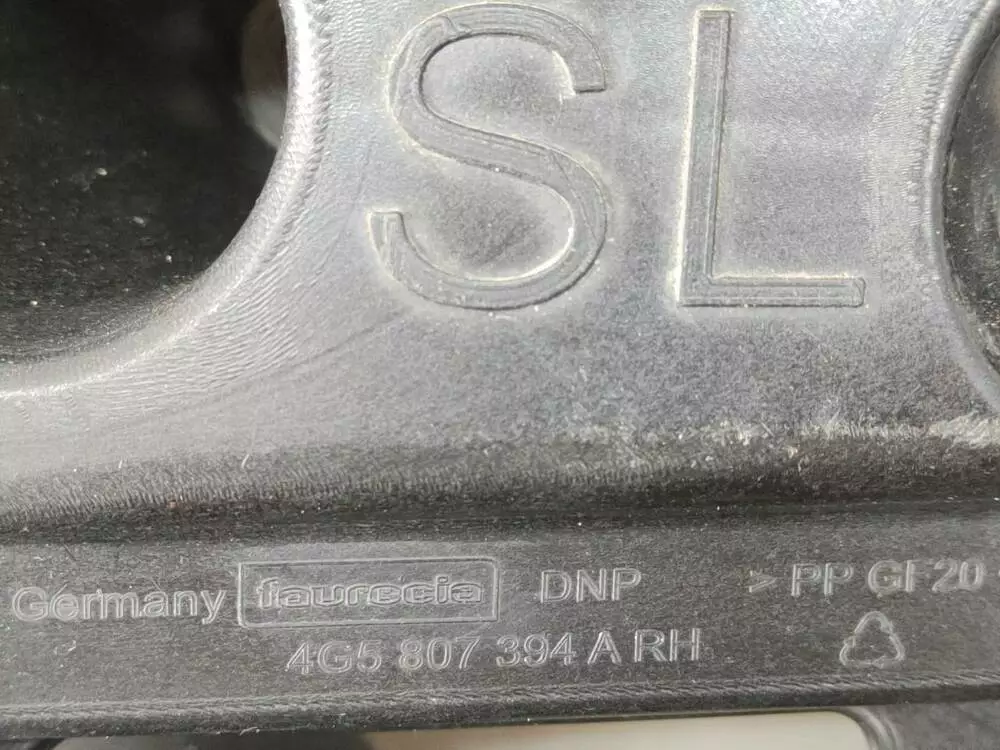 SL
Germany faurecia DNP > PP GF20
4G5 807 394 A RH